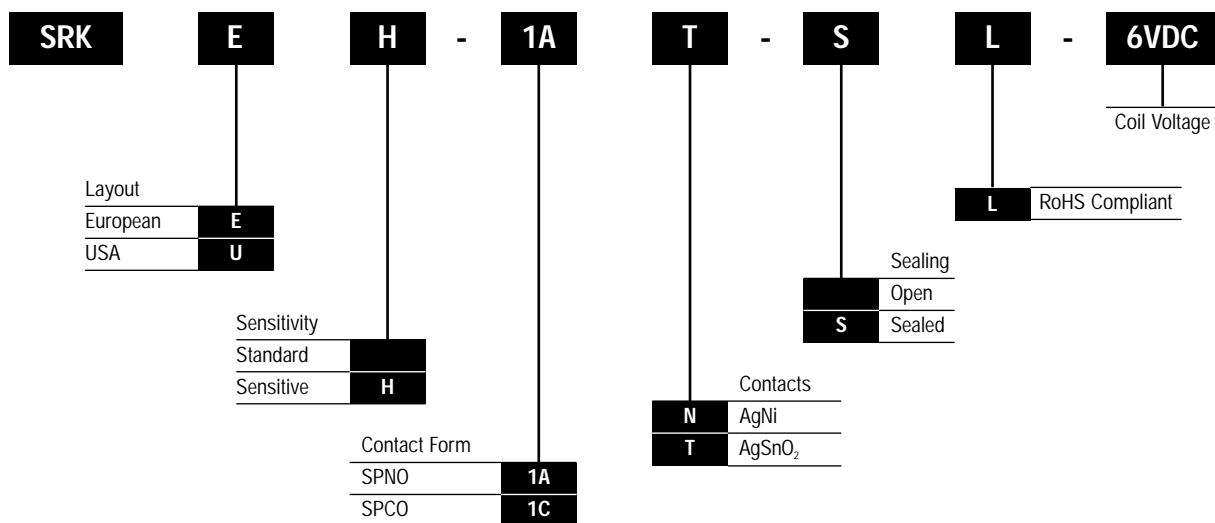 SRK E H - 1A T - S L - 6VDC
Coil Voltage
Layout
European E
USA U
L RoHS Compliant
Sealing
Open
S Sealed
Sensitivity
Standard
Sensitive H
Contacts
N AgNi
T AgSnO₂
Contact Form
SPNO 1A
SPCO 1C